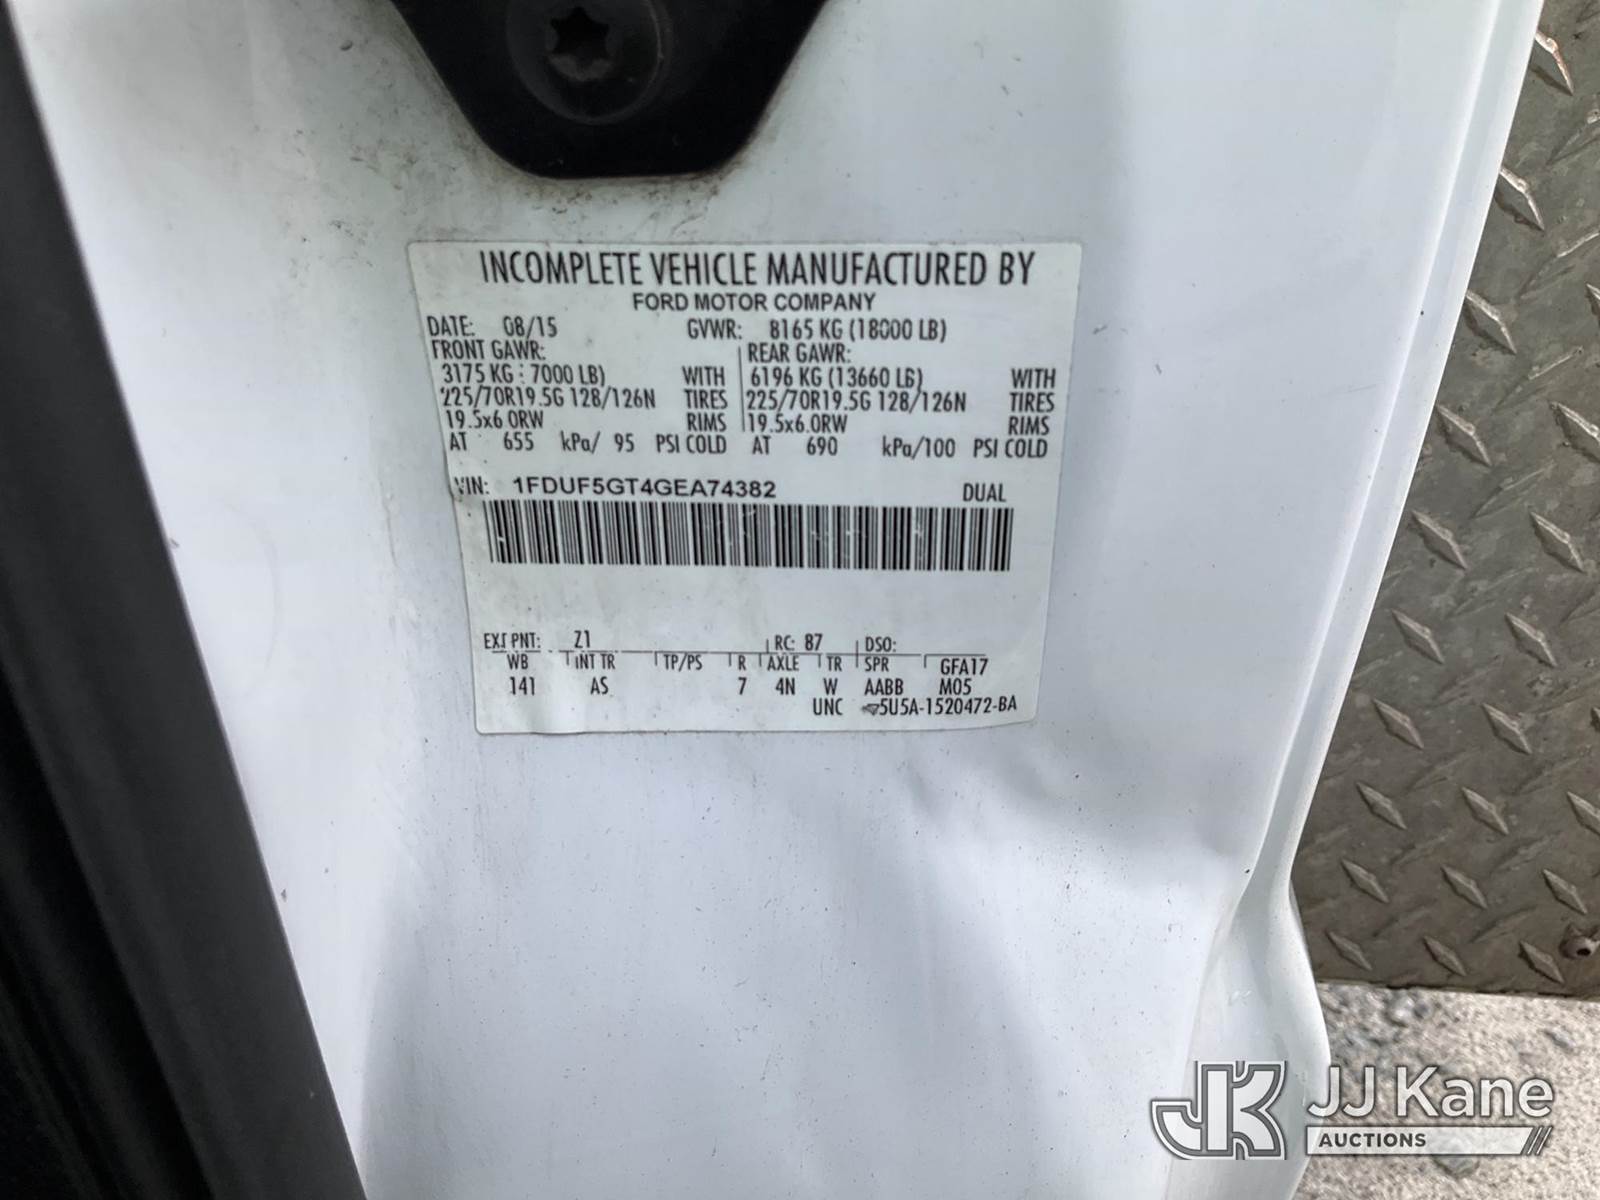 INCOMPLETE VEHICLE MANUFACTURED BY
FORD MOTOR COMPANY
DATE: 08/15 GVWR: 8165 KG (18000 LB)
FRONT GAWR: REAR GAWR:
3175 KG : 7000 LB) WITH 6196 KG (13660 LB) WITH
225/70R19.5G 128/126N TIRES 225/70R19.5G 128/126N TIRES
19.5x6.0RW RIMS 19.5x6.0RW RIMS
AT 655 kPa/ 95 PSI COLD AT 690 kPa/100 PSI COLD
VIN: 1FDUF5GT4GEA74382 DUAL
EXT PNT: Z1 RC: 87 DSO:
WB INT TR TP/PS R AXLE TR SPR GFA17
141 AS 7 4N W AABB M05
UNC 5U5A-1520472-BA
JK JJ Kane
AUCTIONS